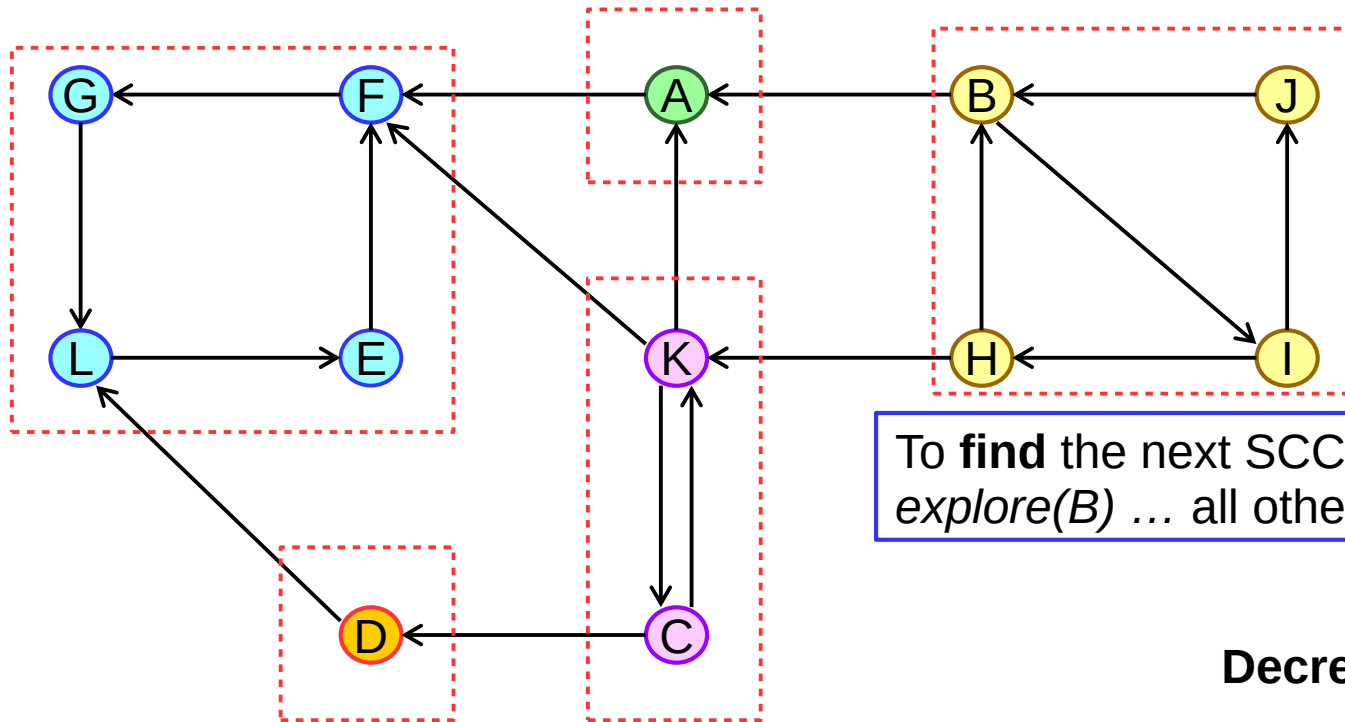 G F A B J
L E K H I
To find the next SCC
explore(B) … all othe
D C
Decre